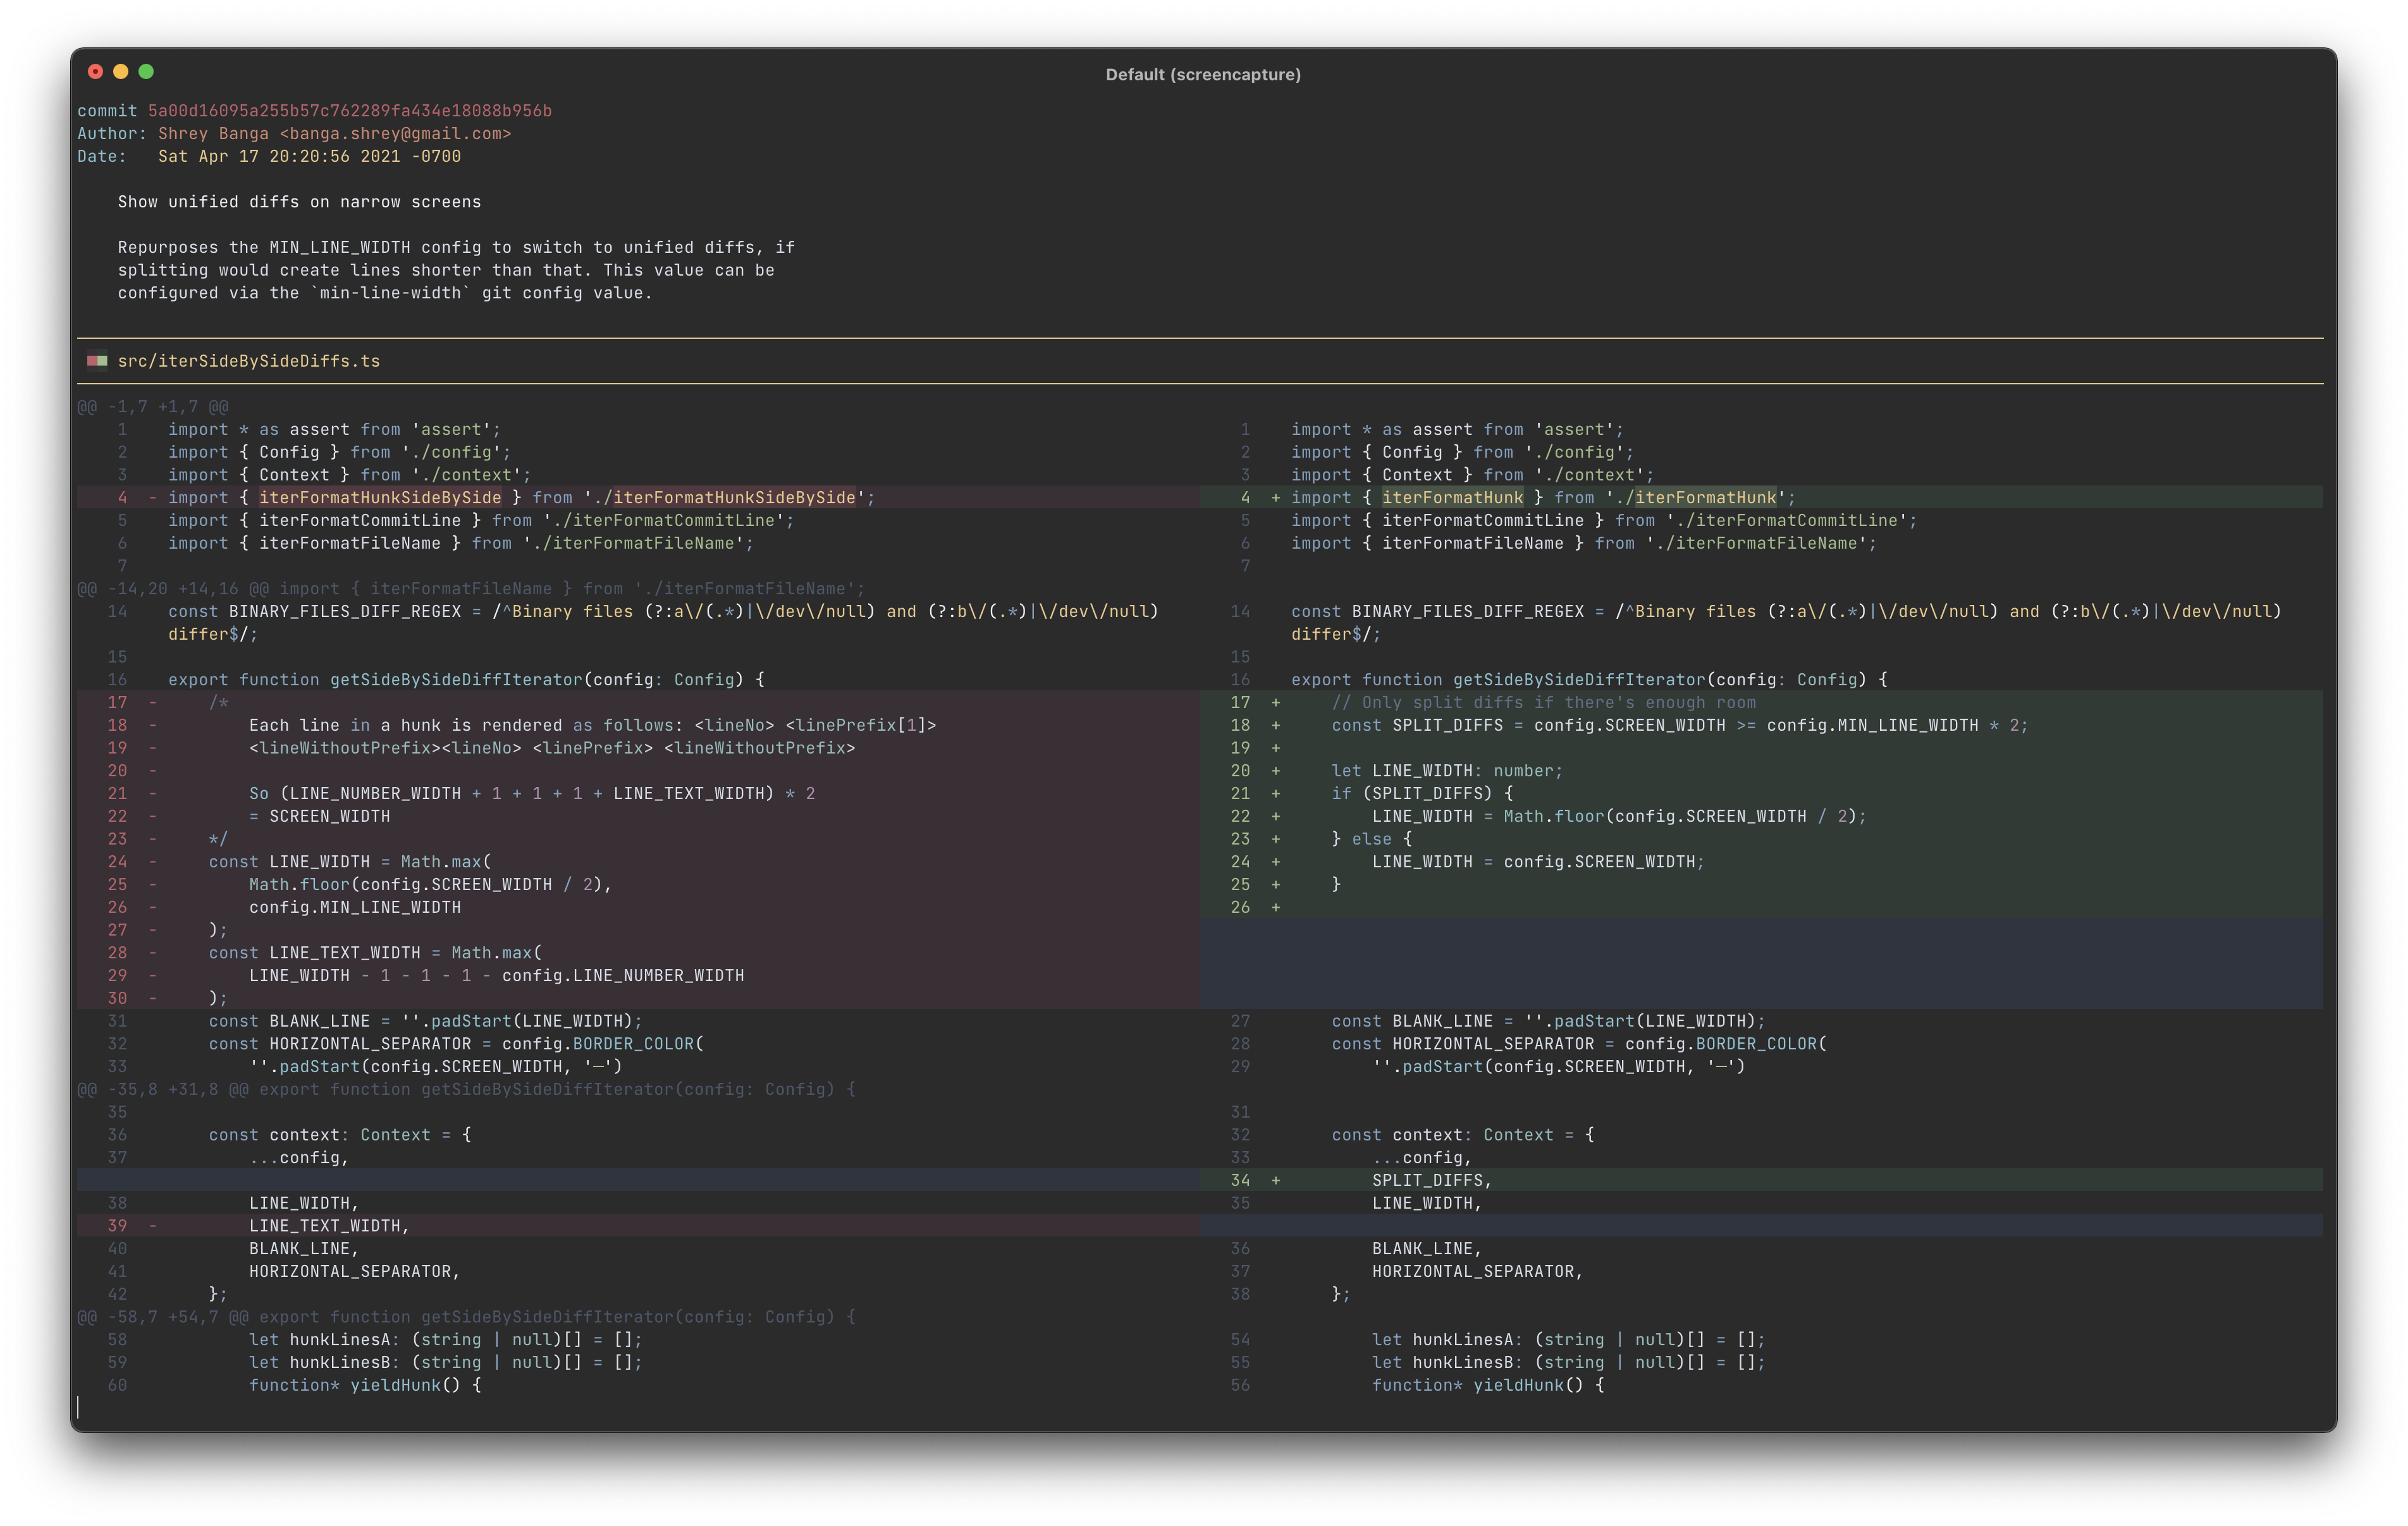 Default (screencapture)
commit 5a00d16095a255b57c762289fa434e18088b956b
Author: Shrey Banga <banga.shrey@gmail.com>
Date:   Sat Apr 17 20:20:56 2021 -0700
    Show unified diffs on narrow screens
    Repurposes the MIN_LINE_WIDTH config to switch to unified diffs, if
    splitting would create lines shorter than that. This value can be
    configured via the `min-line-width` git config value.
src/iterSideBySideDiffs.ts
@@ -1,7 +1,7 @@
1    import * as assert from 'assert';    1    import * as assert from 'assert';
2    import { Config } from './config';    2    import { Config } from './config';
3    import { Context } from './context';    3    import { Context } from './context';
4  - import { iterFormatHunkSideBySide } from './iterFormatHunkSideBySide';    4  + import { iterFormatHunk } from './iterFormatHunk';
5    import { iterFormatCommitLine } from './iterFormatCommitLine';    5    import { iterFormatCommitLine } from './iterFormatCommitLine';
6    import { iterFormatFileName } from './iterFormatFileName';    6    import { iterFormatFileName } from './iterFormatFileName';
7    7
@@ -14,20 +14,16 @@ import { iterFormatFileName } from './iterFormatFileName';
14    const BINARY_FILES_DIFF_REGEX = /^Binary files (?:a\/(.*)|\/dev\/null) and (?:b\/(.*)|\/dev\/null)    14    const BINARY_FILES_DIFF_REGEX = /^Binary files (?:a\/(.*)|\/dev\/null) and (?:b\/(.*)|\/dev\/null)
differ$/;    differ$/;
15    15
16    export function getSideBySideDiffIterator(config: Config) {    16    export function getSideBySideDiffIterator(config: Config) {
17  -     /*    17  +     // Only split diffs if there's enough room
18  -         Each line in a hunk is rendered as follows: <lineNo> <linePrefix[1]>    18  +     const SPLIT_DIFFS = config.SCREEN_WIDTH >= config.MIN_LINE_WIDTH * 2;
19  -         <lineWithoutPrefix><lineNo> <linePrefix> <lineWithoutPrefix>    19  +
20  -    20  +     let LINE_WIDTH: number;
21  -         So (LINE_NUMBER_WIDTH + 1 + 1 + 1 + LINE_TEXT_WIDTH) * 2    21  +     if (SPLIT_DIFFS) {
22  -         = SCREEN_WIDTH    22  +         LINE_WIDTH = Math.floor(config.SCREEN_WIDTH / 2);
23  -     */    23  +     } else {
24  -     const LINE_WIDTH = Math.max(    24  +         LINE_WIDTH = config.SCREEN_WIDTH;
25  -         Math.floor(config.SCREEN_WIDTH / 2),    25  +     }
26  -         config.MIN_LINE_WIDTH    26  +
27  -     );
28  -     const LINE_TEXT_WIDTH = Math.max(
29  -         LINE_WIDTH - 1 - 1 - 1 - config.LINE_NUMBER_WIDTH
30  -     );
31        const BLANK_LINE = ''.padStart(LINE_WIDTH);    27        const BLANK_LINE = ''.padStart(LINE_WIDTH);
32        const HORIZONTAL_SEPARATOR = config.BORDER_COLOR(    28        const HORIZONTAL_SEPARATOR = config.BORDER_COLOR(
33            ''.padStart(config.SCREEN_WIDTH, '─')    29            ''.padStart(config.SCREEN_WIDTH, '─')
@@ -35,8 +31,8 @@ export function getSideBySideDiffIterator(config: Config) {
35    31
36        const context: Context = {    32        const context: Context = {
37            ...config,    33            ...config,
34  +         SPLIT_DIFFS,
38            LINE_WIDTH,    35            LINE_WIDTH,
39  -         LINE_TEXT_WIDTH,
40            BLANK_LINE,    36            BLANK_LINE,
41            HORIZONTAL_SEPARATOR,    37            HORIZONTAL_SEPARATOR,
42        };    38        };
@@ -58,7 +54,7 @@ export function getSideBySideDiffIterator(config: Config) {
58            let hunkLinesA: (string | null)[] = [];    54            let hunkLinesA: (string | null)[] = [];
59            let hunkLinesB: (string | null)[] = [];    55            let hunkLinesB: (string | null)[] = [];
60            function* yieldHunk() {    56            function* yieldHunk() {